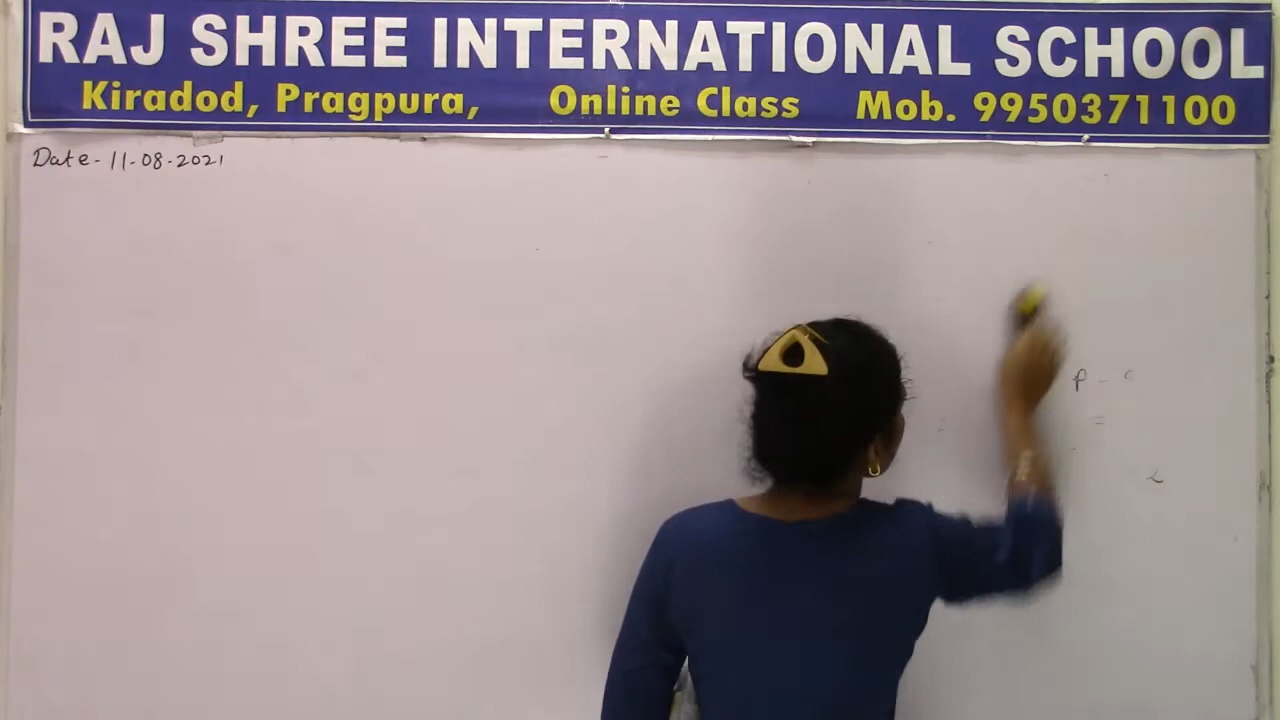 RAJ SHREE INTERNATIONAL SCHOOL
Kiradod, Pragpura, Online Class Mob. 9950371100
Date- 11-08-2021
P -
=
=